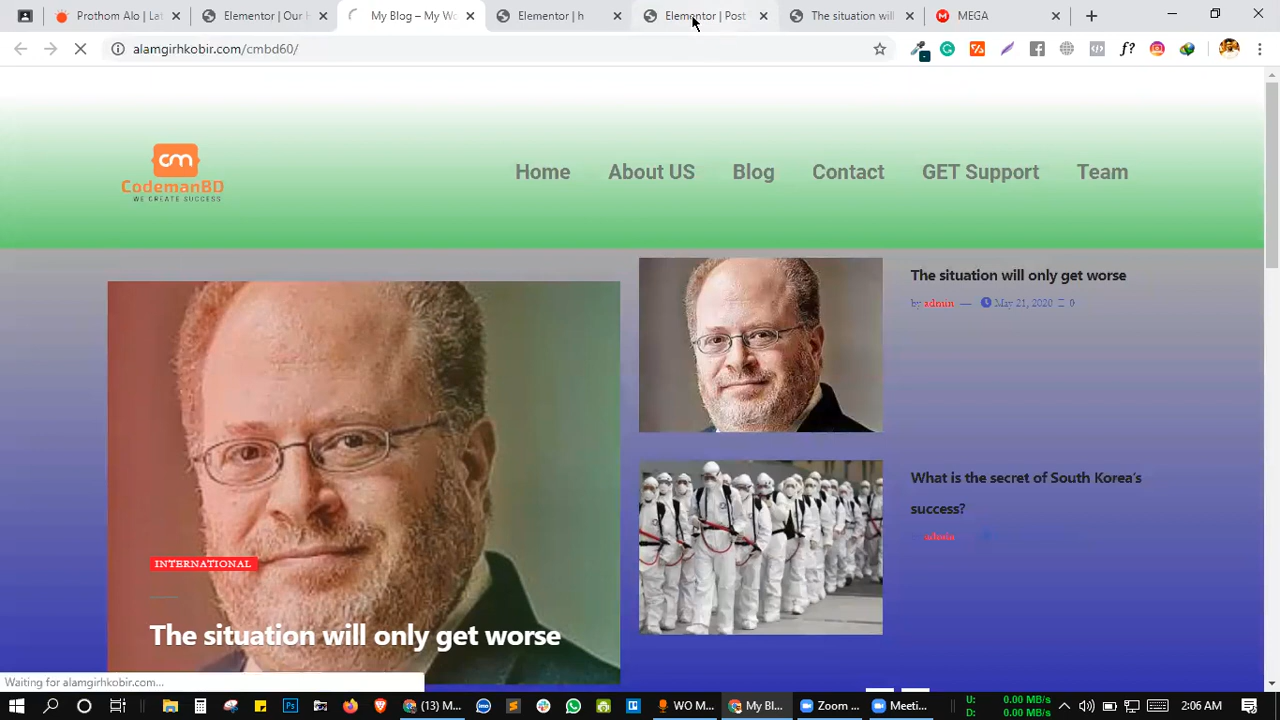 Prothom Alo | Lat
Elementor | Our I
My Blog – My Wo
Elementor | h
Elementor | Post
The situation will
MEGA
alamgirhkobir.com/cmbd60/
f?
cm
CodemanBD
WE CREATE SUCCESS
Home
About US
Blog
Contact
GET Support
Team
The situation will only get worse
by admin — May 21, 2020 0
What is the secret of South Korea's
success?
admin
INTERNATIONAL
The situation will only get worse
Waiting for alamgirhkobir.com...
(13) M...
WO M...
My Bl...
Zoom ...
Meeti...
U: 0.00 MB/s
D: 0.00 MB/s
2:06 AM